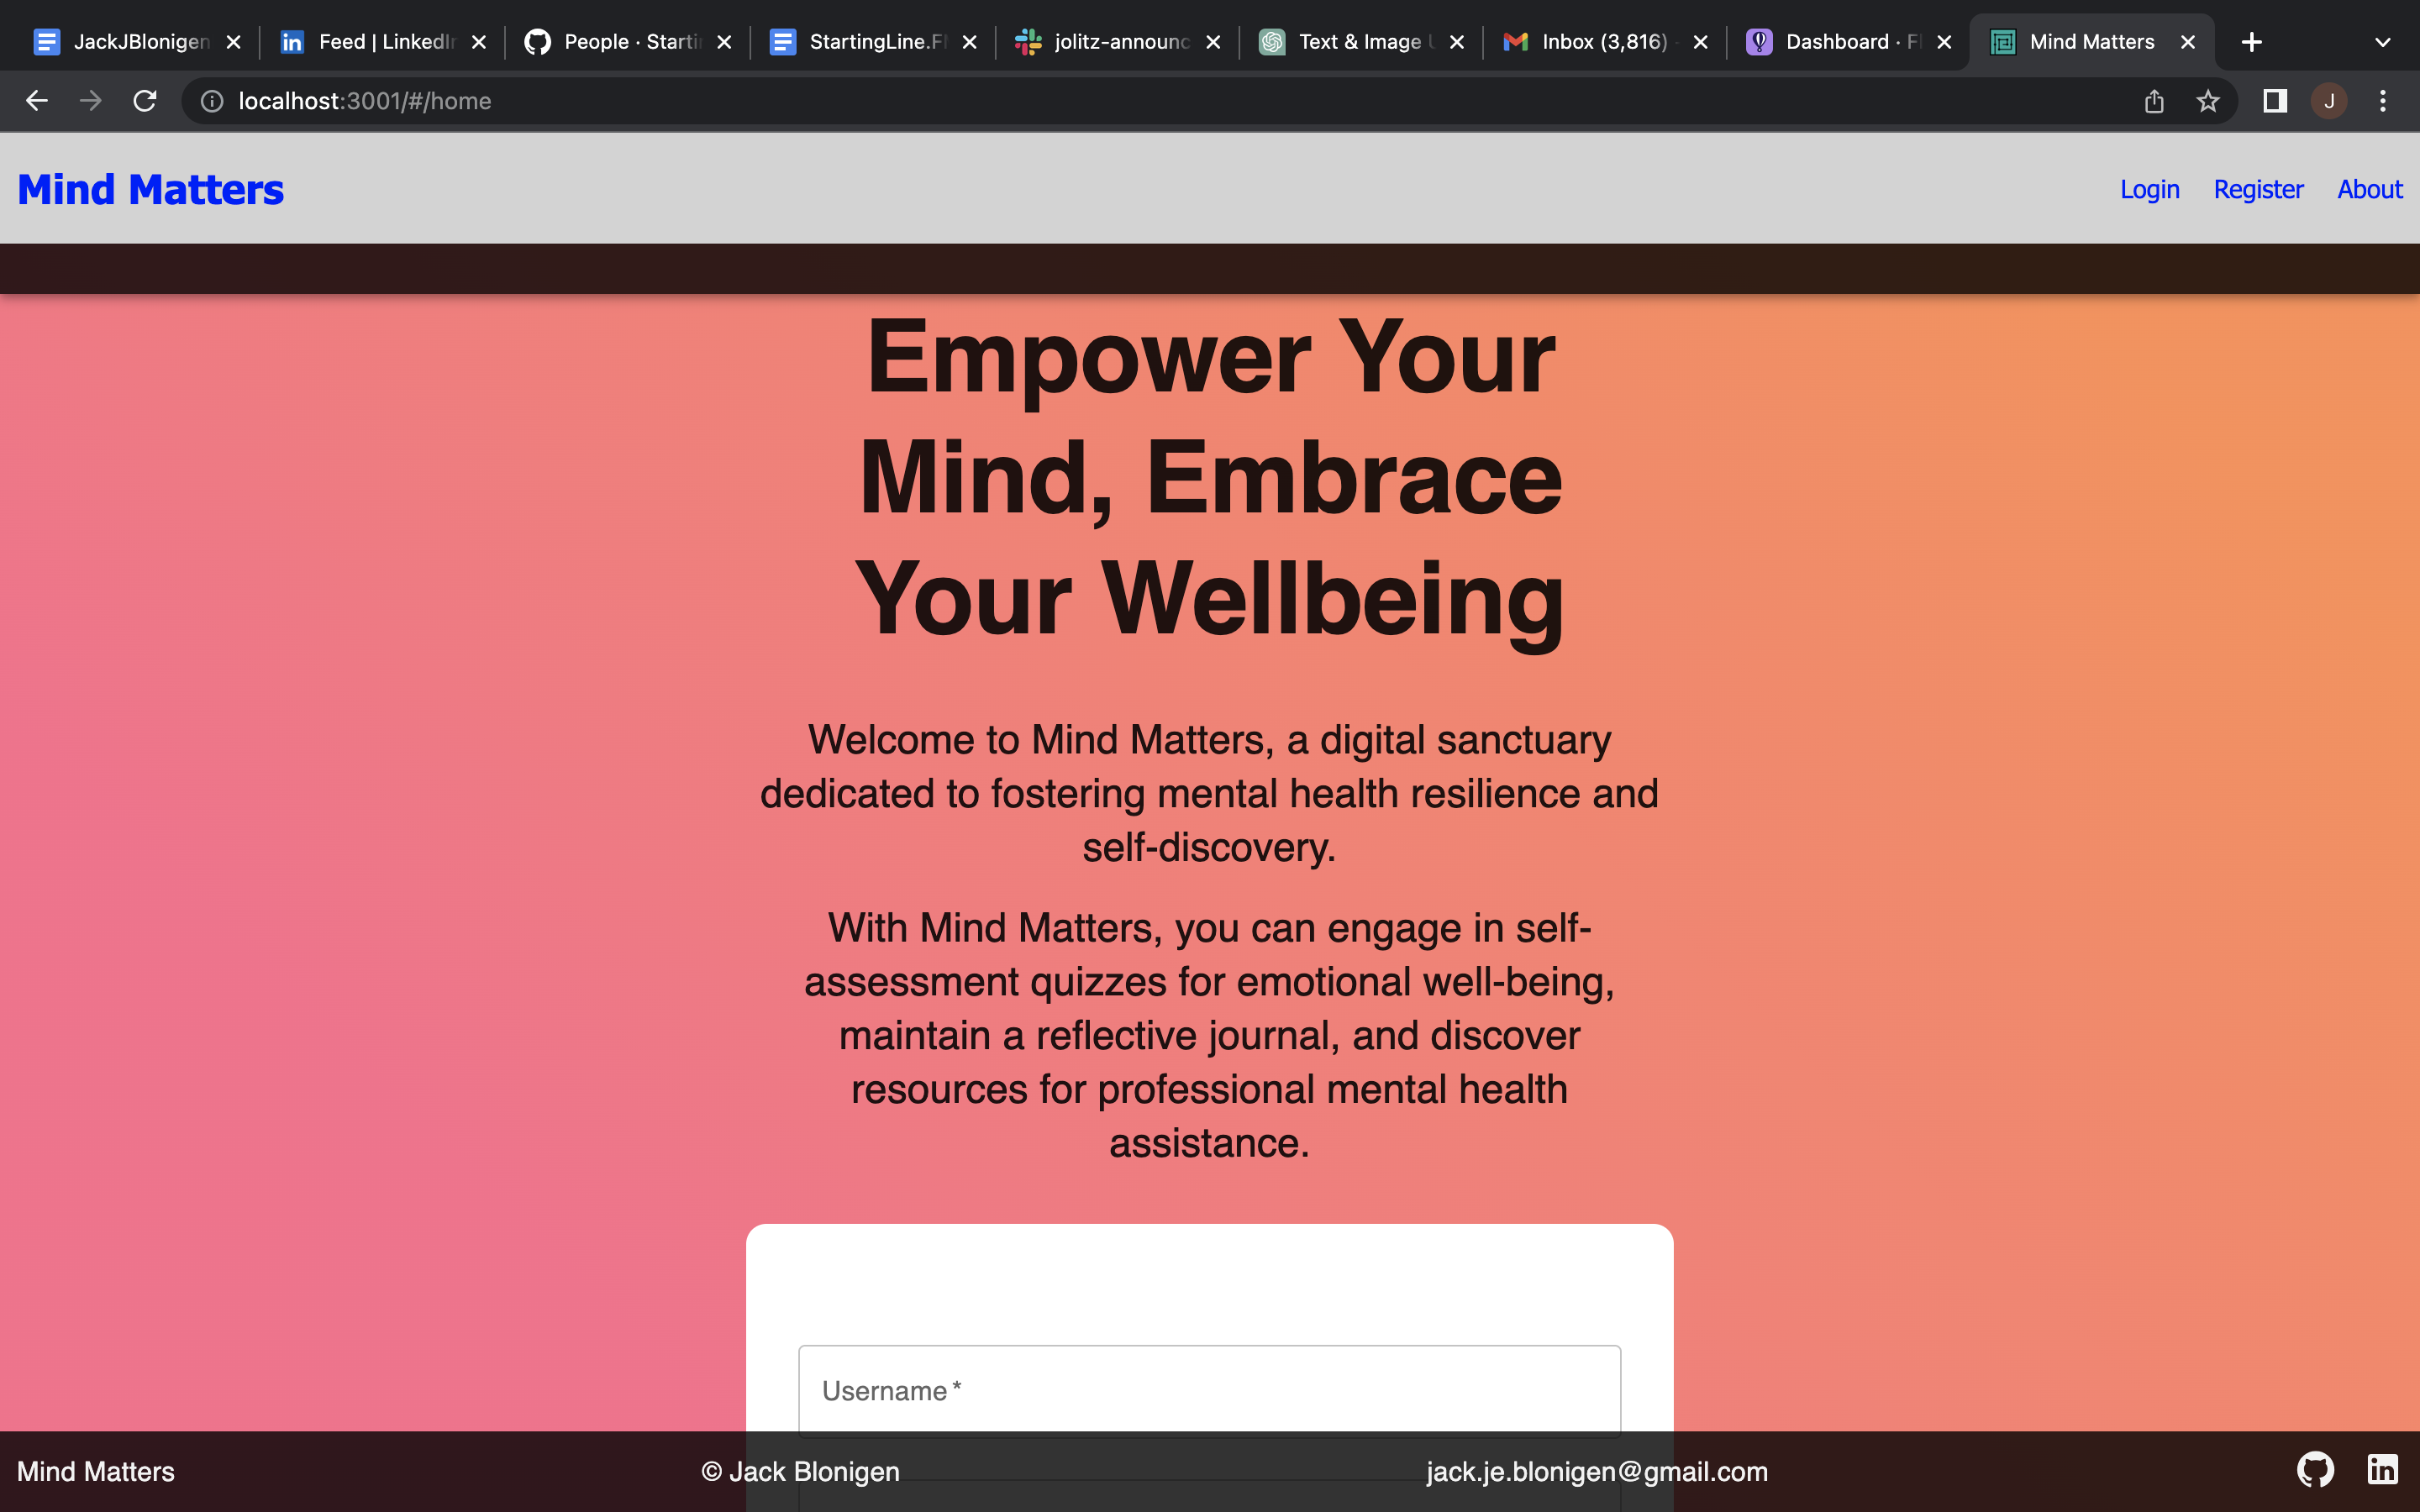 JackJBlonigen
Feed | LinkedIn
People · Starti
StartingLine.Fl
jolitz-announc
Text & Image U
Inbox (3,816) -
Dashboard · Fl
Mind Matters
localhost:3001/#/home
J
Mind Matters
Login Register About
Empower Your
Mind, Embrace
Your Wellbeing
Welcome to Mind Matters, a digital sanctuary
dedicated to fostering mental health resilience and
self-discovery.
With Mind Matters, you can engage in self-
assessment quizzes for emotional well-being,
maintain a reflective journal, and discover
resources for professional mental health
assistance.
Username *
Mind Matters © Jack Blonigen jack.je.blonigen@gmail.com